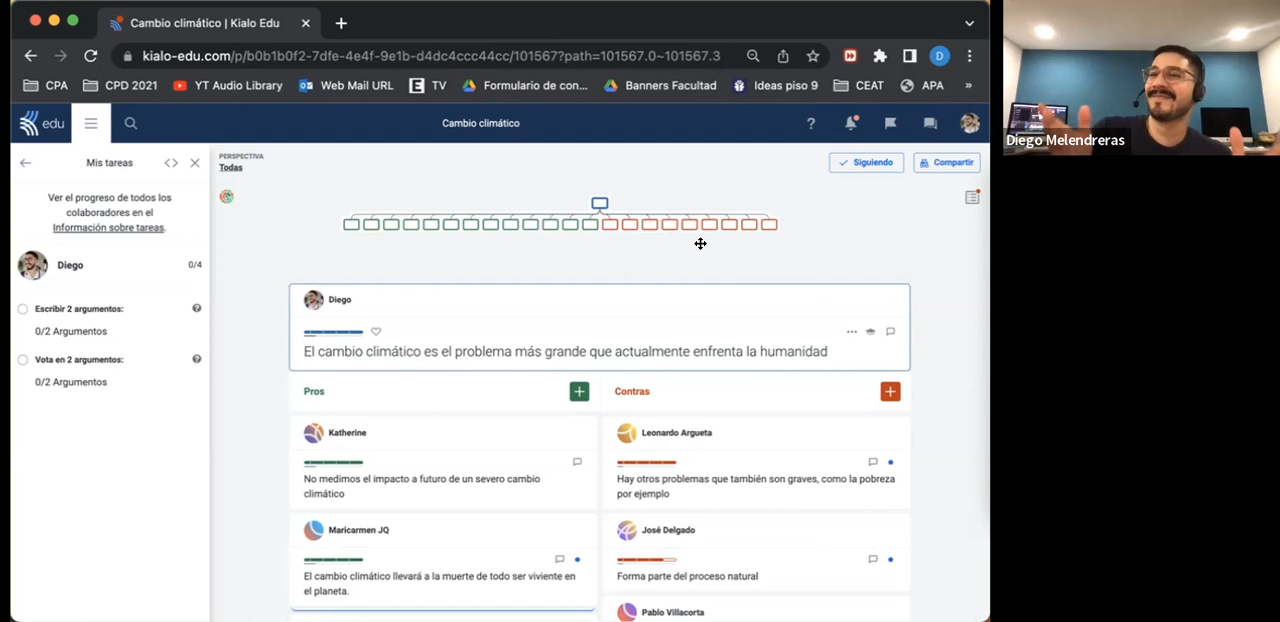 Cambio climático | Kialo Edu
kialo-edu.com/p/b0b1b0f2-7dfe-4e4f-9e1b-d4dc4ccc44cc/101567?path=101567.0~101567.3
D
CPA
CPD 2021
YT Audio Library
Web Mail URL
TV
Formulario de con...
Banners Facultad
Ideas piso 9
CEAT
APA
»
edu
Cambio climático
Diego Melendreras
Mis tareas
PERSPECTIVA
Todas
Siguiendo
Compartir
Ver el progreso de todos los
colaboradores en el
Información sobre tareas.
Diego
0/4
Escribir 2 argumentos:
0/2 Argumentos
Vota en 2 argumentos:
0/2 Argumentos
Diego
El cambio climático es el problema más grande que actualmente enfrenta la humanidad
Pros
Contras
Katherine
No medimos el impacto a futuro de un severo cambio
climático
Leonardo Argueta
Hay otros problemas que también son graves, como la pobreza
por ejemplo
Maricarmen JQ
El cambio climático llevará a la muerte de todo ser viviente en
el planeta.
José Delgado
Forma parte del proceso natural
Pablo Villacorta